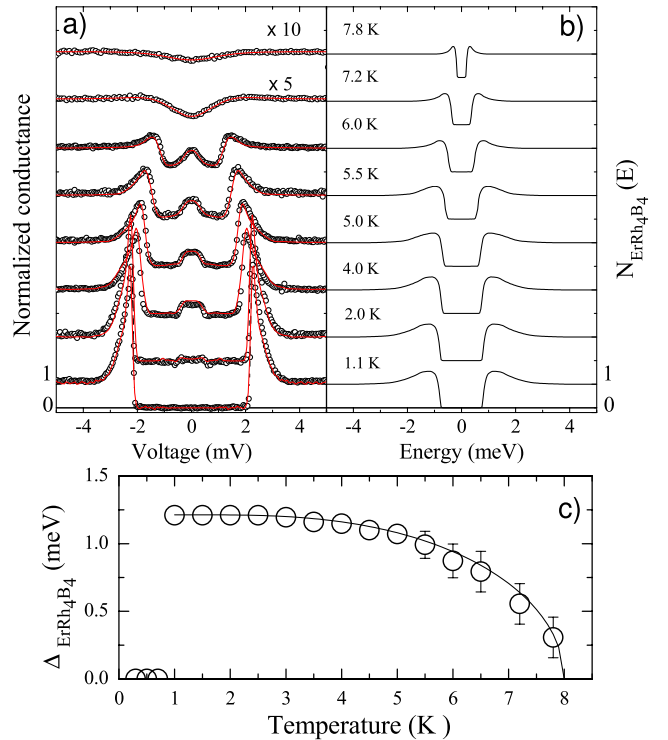 a)
x 10
x 5
Normalized conductance
1
0
-4 -2 0 2 4
Voltage (mV)
b)
7.8 K
7.2 K
6.0 K
5.5 K
5.0 K
4.0 K
2.0 K
1.1 K
N ErRh4B4 (E)
1
0
-4 -2 0 2 4
Energy (meV)
c)
1.5
1.0
0.5
0.0
Δ ErRh4B4 (meV)
0 1 2 3 4 5 6 7 8
Temperature (K )